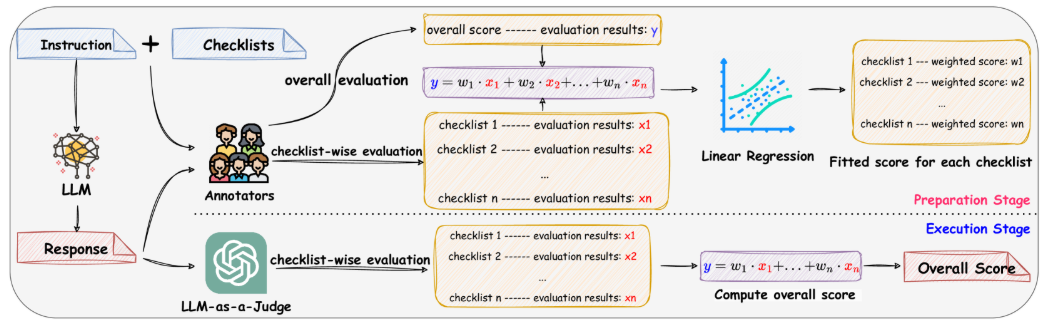 Instruction
+
Checklists
overall score ------ evaluation results: y
overall evaluation
y = w₁ · x₁ + w₂ · x₂+...+wₙ · xₙ
checklist 1 --- weighted score: w1
checklist 2 --- weighted score: w2
...
checklist n --- weighted score: wn
Linear Regression
Fitted score for each checklist
LLM
Annotators
checklist-wise evaluation
checklist 1 ------ evaluation results: x1
checklist 2 ------ evaluation results: x2
...
checklist n ------ evaluation results: xn
Preparation Stage
Execution Stage
Response
LLM-as-a-Judge
checklist-wise evaluation
checklist 1 ------ evaluation results: x1
checklist 2 ------ evaluation results: x2
...
checklist n ------ evaluation results: xn
y = w₁ · x₁+...+wₙ · xₙ
Compute overall score
Overall Score